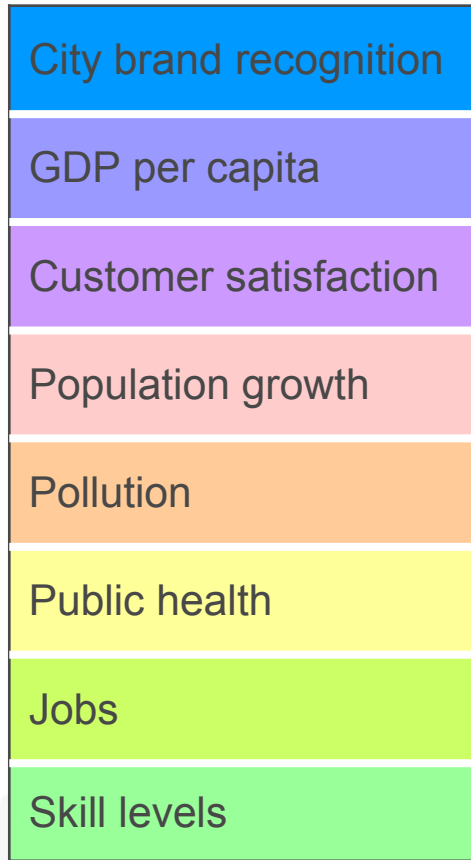 City brand recognition
GDP per capita
Customer satisfaction
Population growth
Pollution
Public health
Jobs
Skill levels